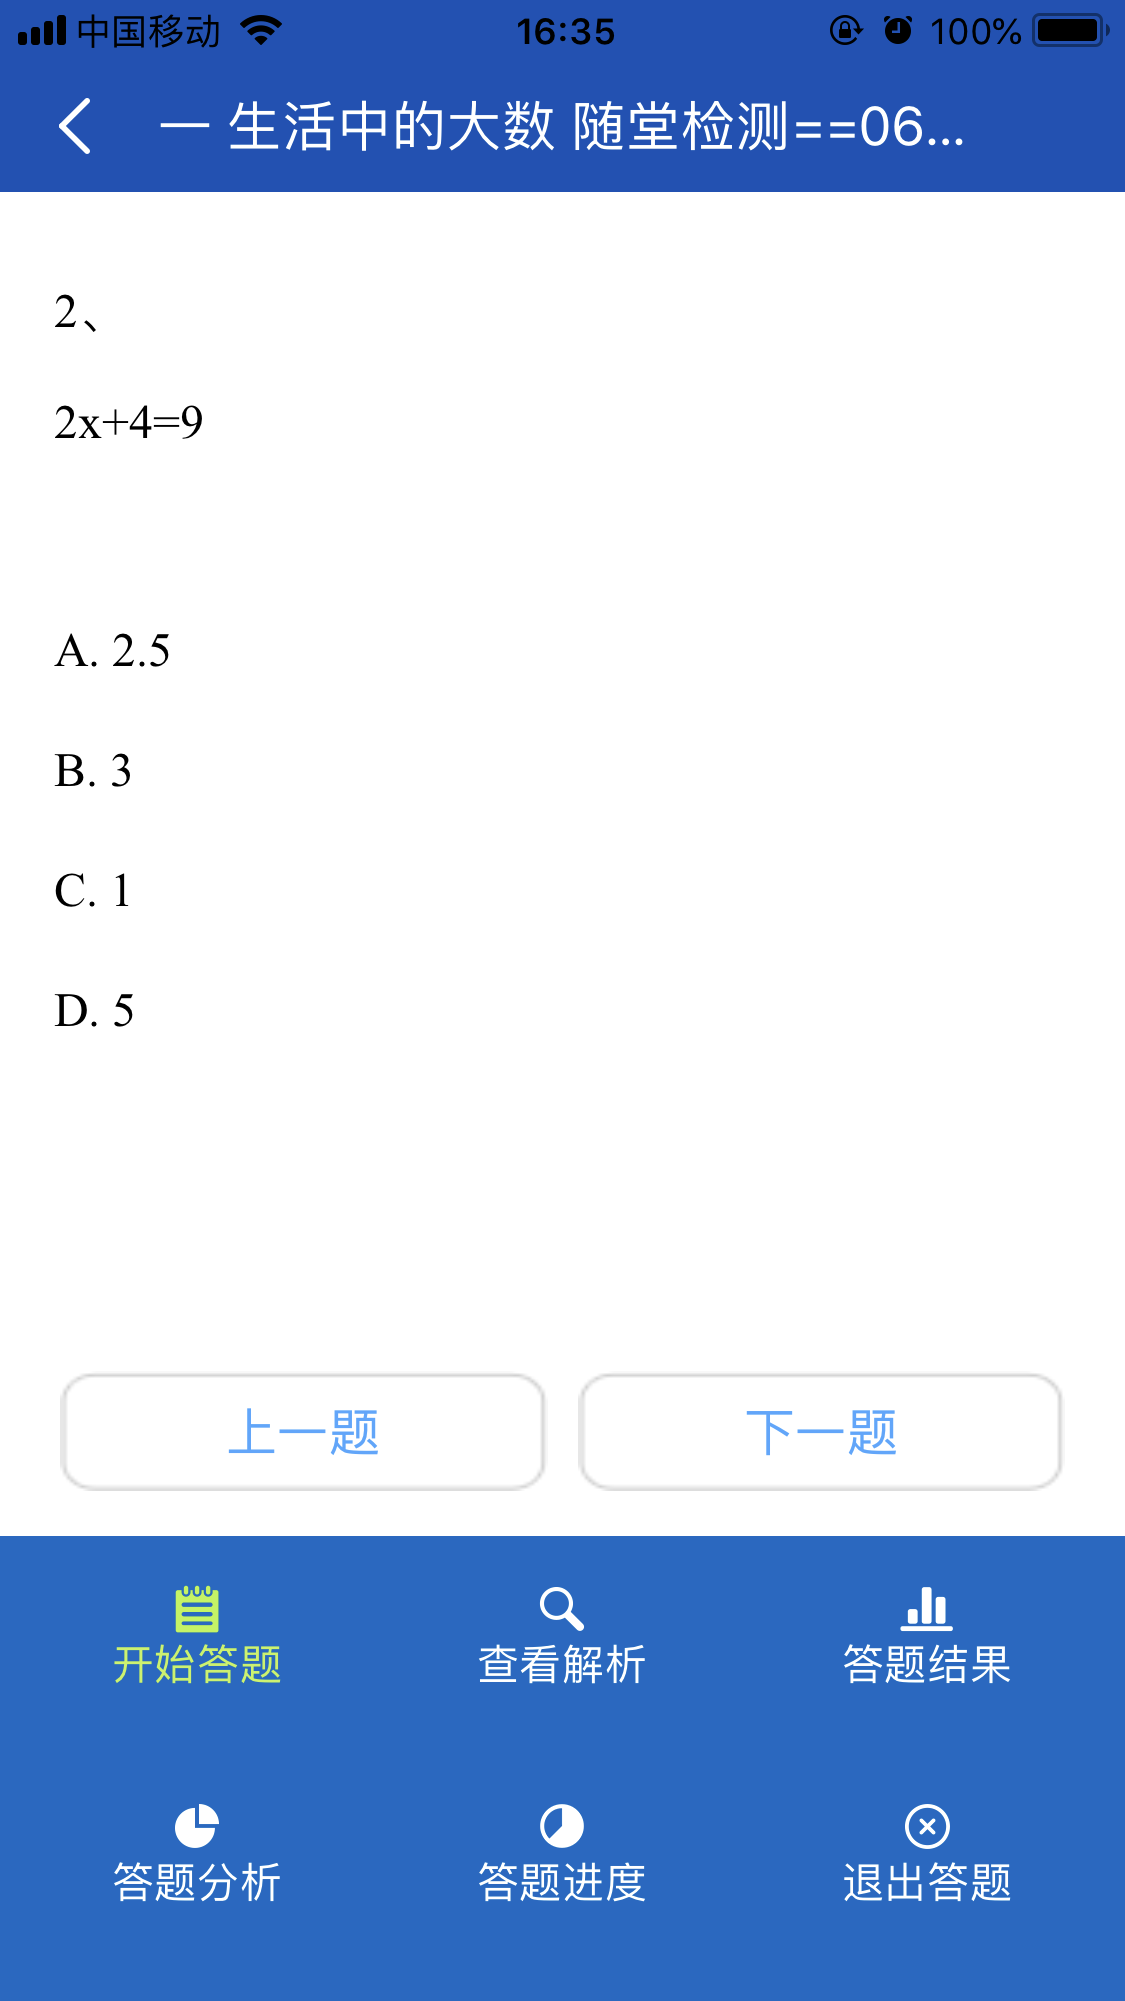 中国移动 16:35 100%
一 生活中的大数 随堂检测==06...
2、
2x+4=9
A. 2.5
B. 3
C. 1
D. 5
上一题 下一题
开始答题 查看解析 答题结果
答题分析 答题进度 退出答题